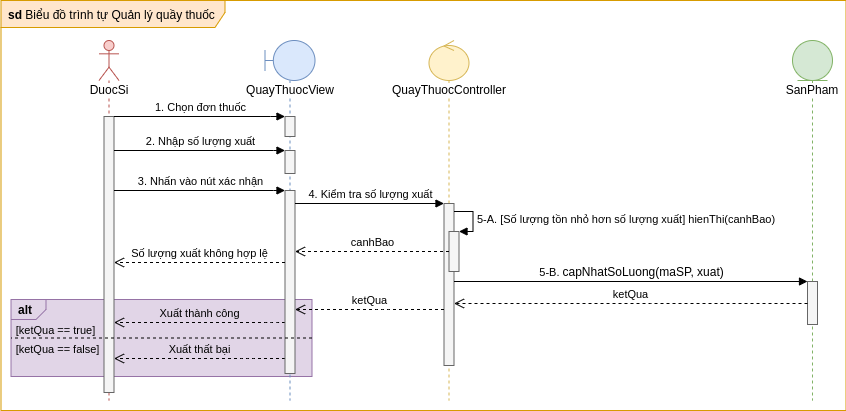 sd Biểu đồ trình tự Quản lý quầy thuốc
DuocSi
QuayThuocView
QuayThuocController
SanPham
1. Chọn đơn thuốc
2. Nhập số lượng xuất
3. Nhấn vào nút xác nhận
4. Kiểm tra số lượng xuất
5-A. [Số lượng tồn nhỏ hơn số lượng xuất] hienThi(canhBao)
canhBao
Số lượng xuất không hợp lệ
5-B. capNhatSoLuong(maSP, xuat)
ketQua
ketQua
alt
Xuất thành công
[ketQua == true]
[ketQua == false]
Xuất thất bại